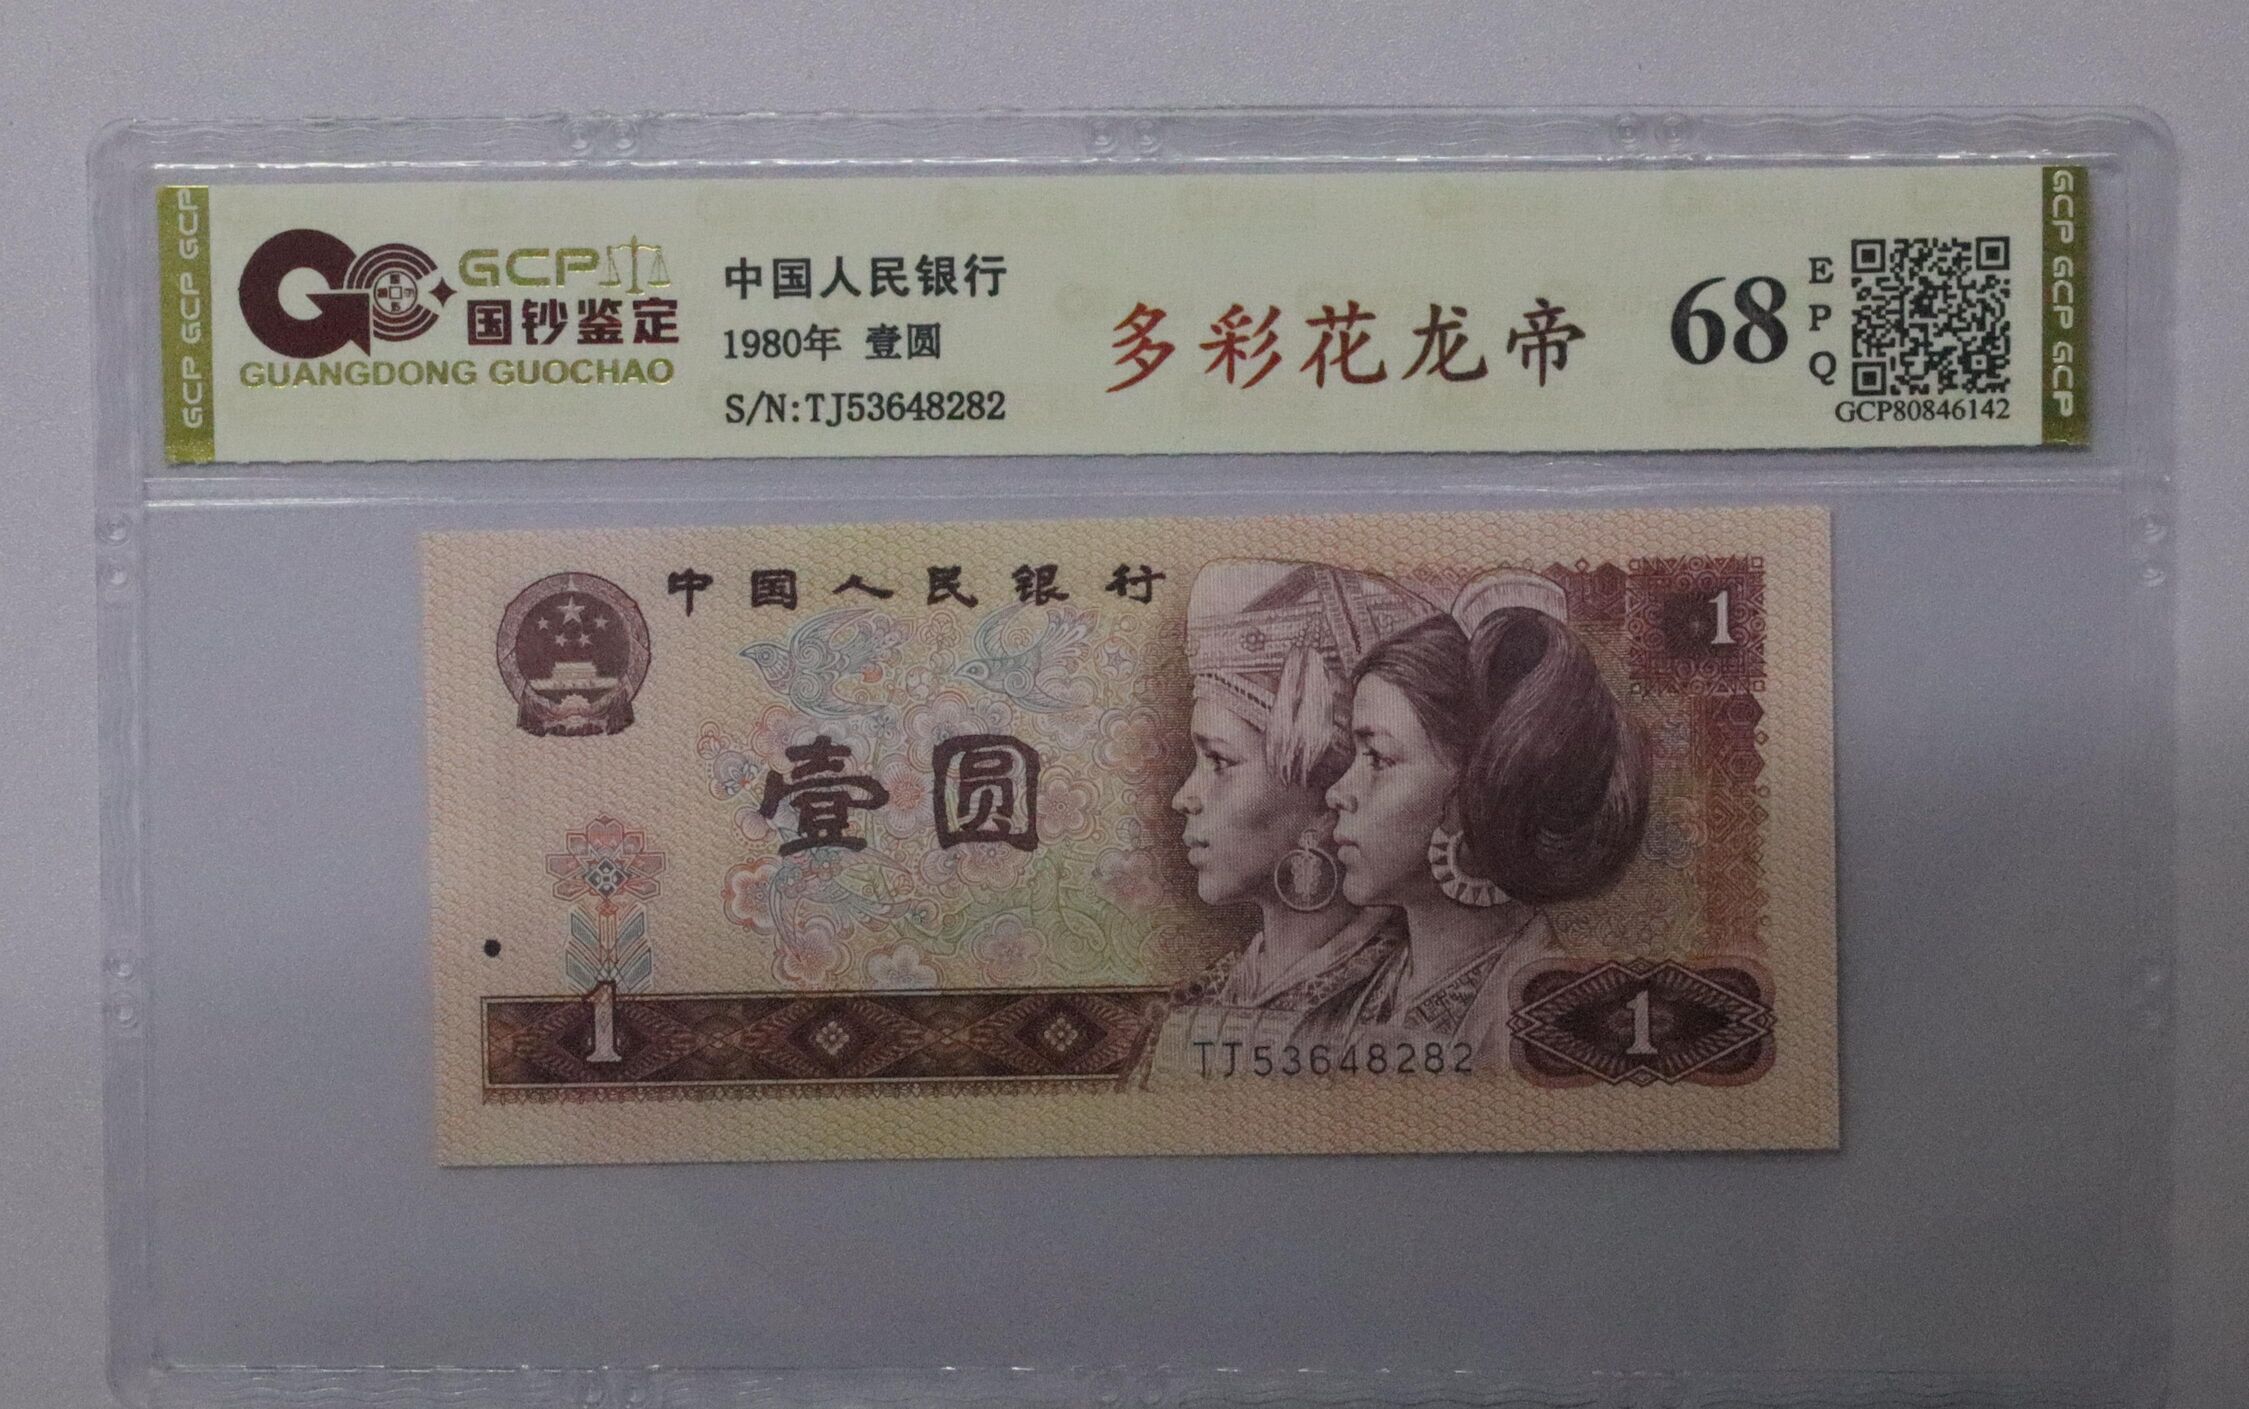 GCP GCP GCP
GCP
国钞鉴定
GUANGDONG GUOCHAO
中国人民银行
1980年 壹圆
S/N:TJ53648282
多彩花龙帝
68
EPQ
GCP80846142
GCP GCP GCP
中国人民银行
1
壹圆
1
1
TJ53648282